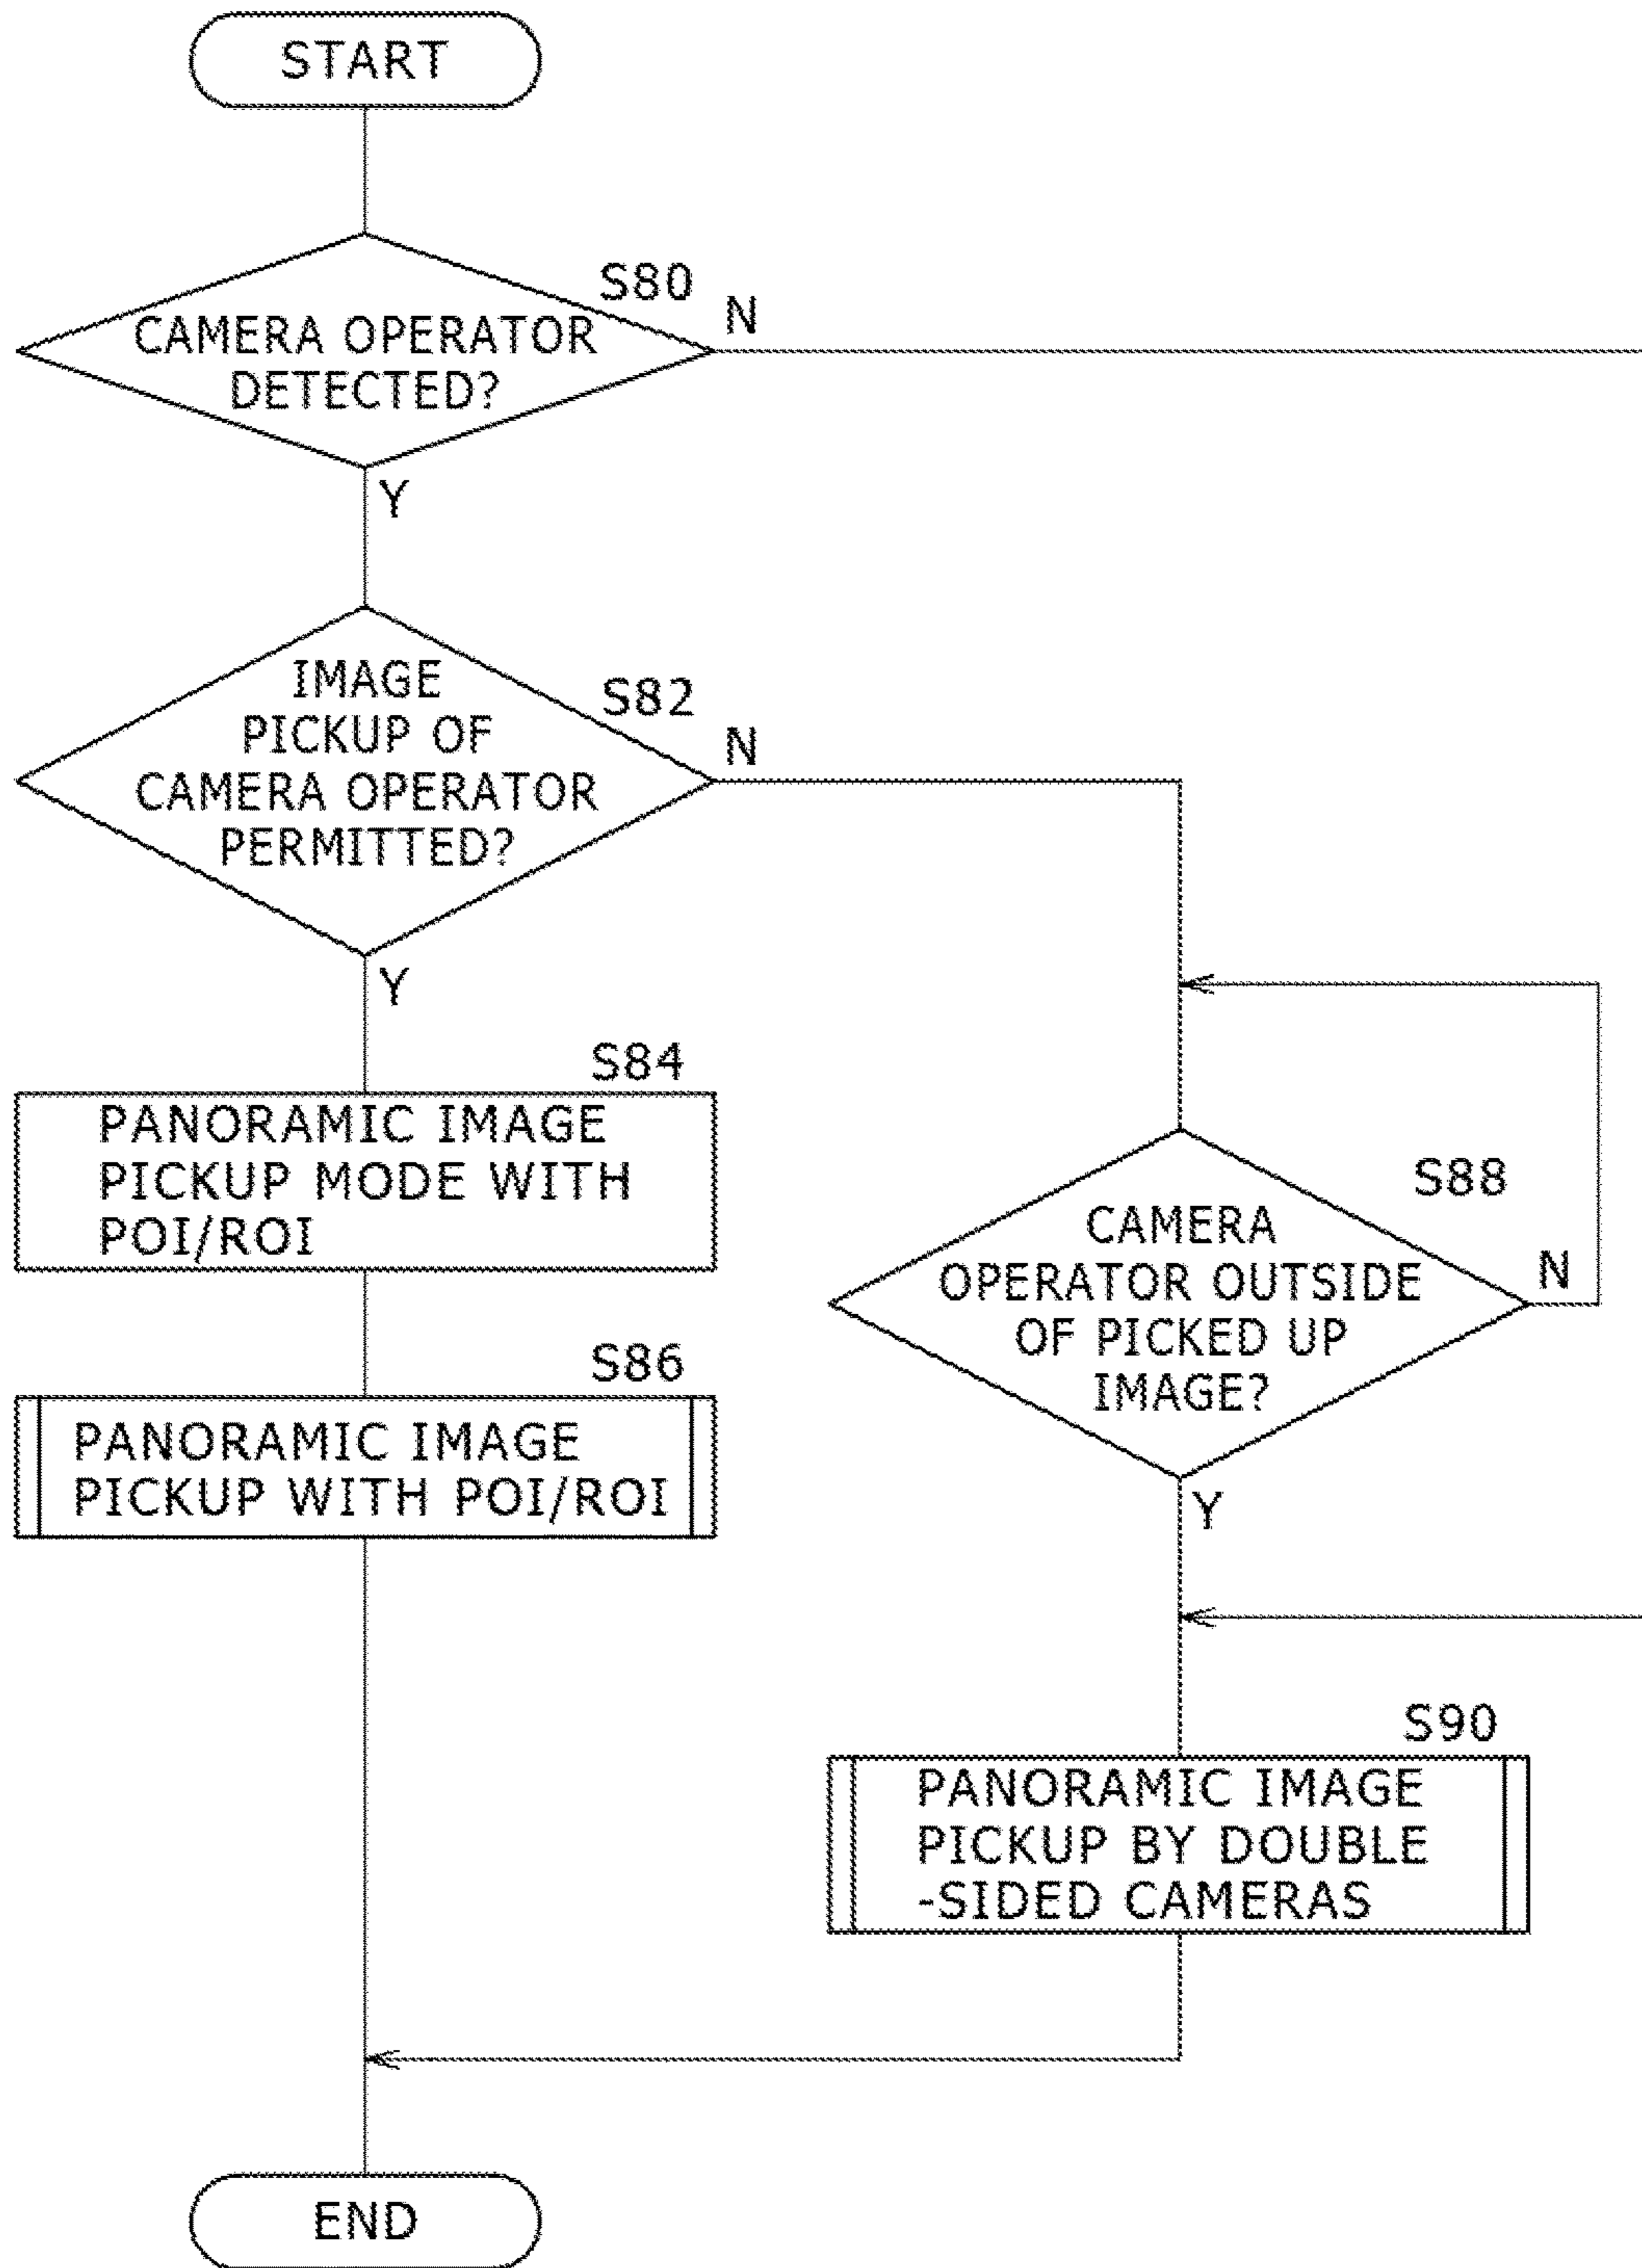 START
S80
N
CAMERA OPERATOR
DETECTED?
Y
S82
N
IMAGE
PICKUP OF
CAMERA OPERATOR
PERMITTED?
Y
S84
PANORAMIC IMAGE
PICKUP MODE WITH
POI/ROI
S86
PANORAMIC IMAGE
PICKUP WITH POI/ROI
S88
CAMERA
OPERATOR OUTSIDE
OF PICKED UP
IMAGE?
N
Y
S90
PANORAMIC IMAGE
PICKUP BY DOUBLE
-SIDED CAMERAS
END